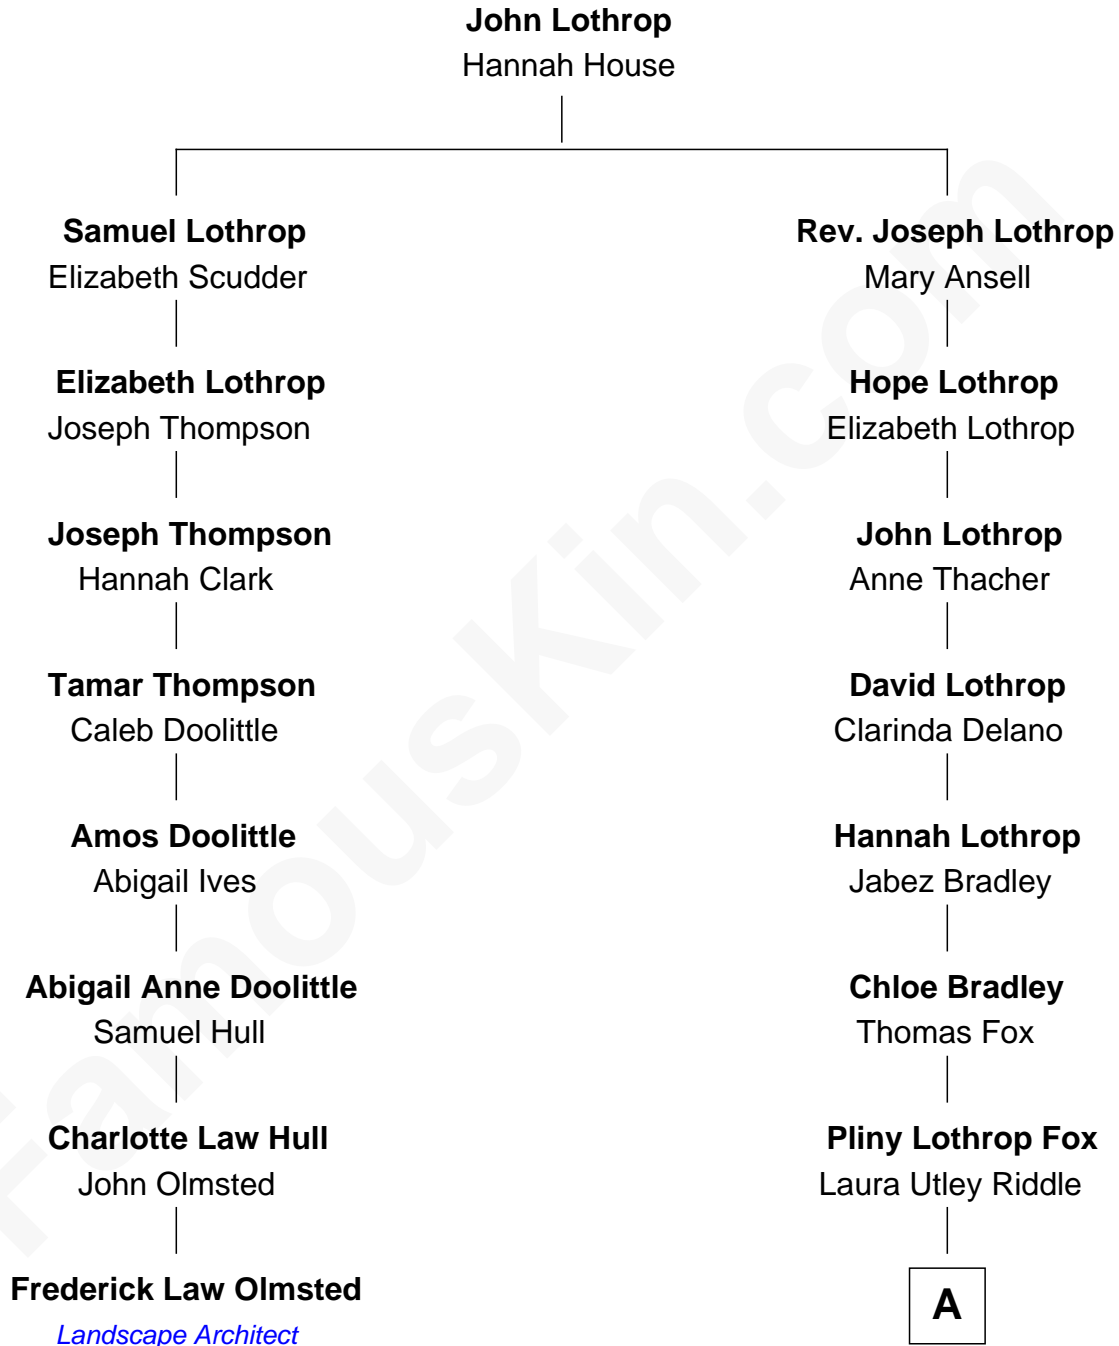 John Lothrop
Hannah House
Samuel Lothrop
Elizabeth Scudder
Elizabeth Lothrop
Joseph Thompson
Joseph Thompson
Hannah Clark
Tamar Thompson
Caleb Doolittle
Amos Doolittle
Abigail Ives
Abigail Anne Doolittle
Samuel Hull
Charlotte Law Hull
John Olmsted
Frederick Law Olmsted
Landscape Architect
Rev. Joseph Lothrop
Mary Ansell
Hope Lothrop
Elizabeth Lothrop
John Lothrop
Anne Thacher
David Lothrop
Clarinda Delano
Hannah Lothrop
Jabez Bradley
Chloe Bradley
Thomas Fox
Pliny Lothrop Fox
Laura Utley Riddle
A
FamousKin.com